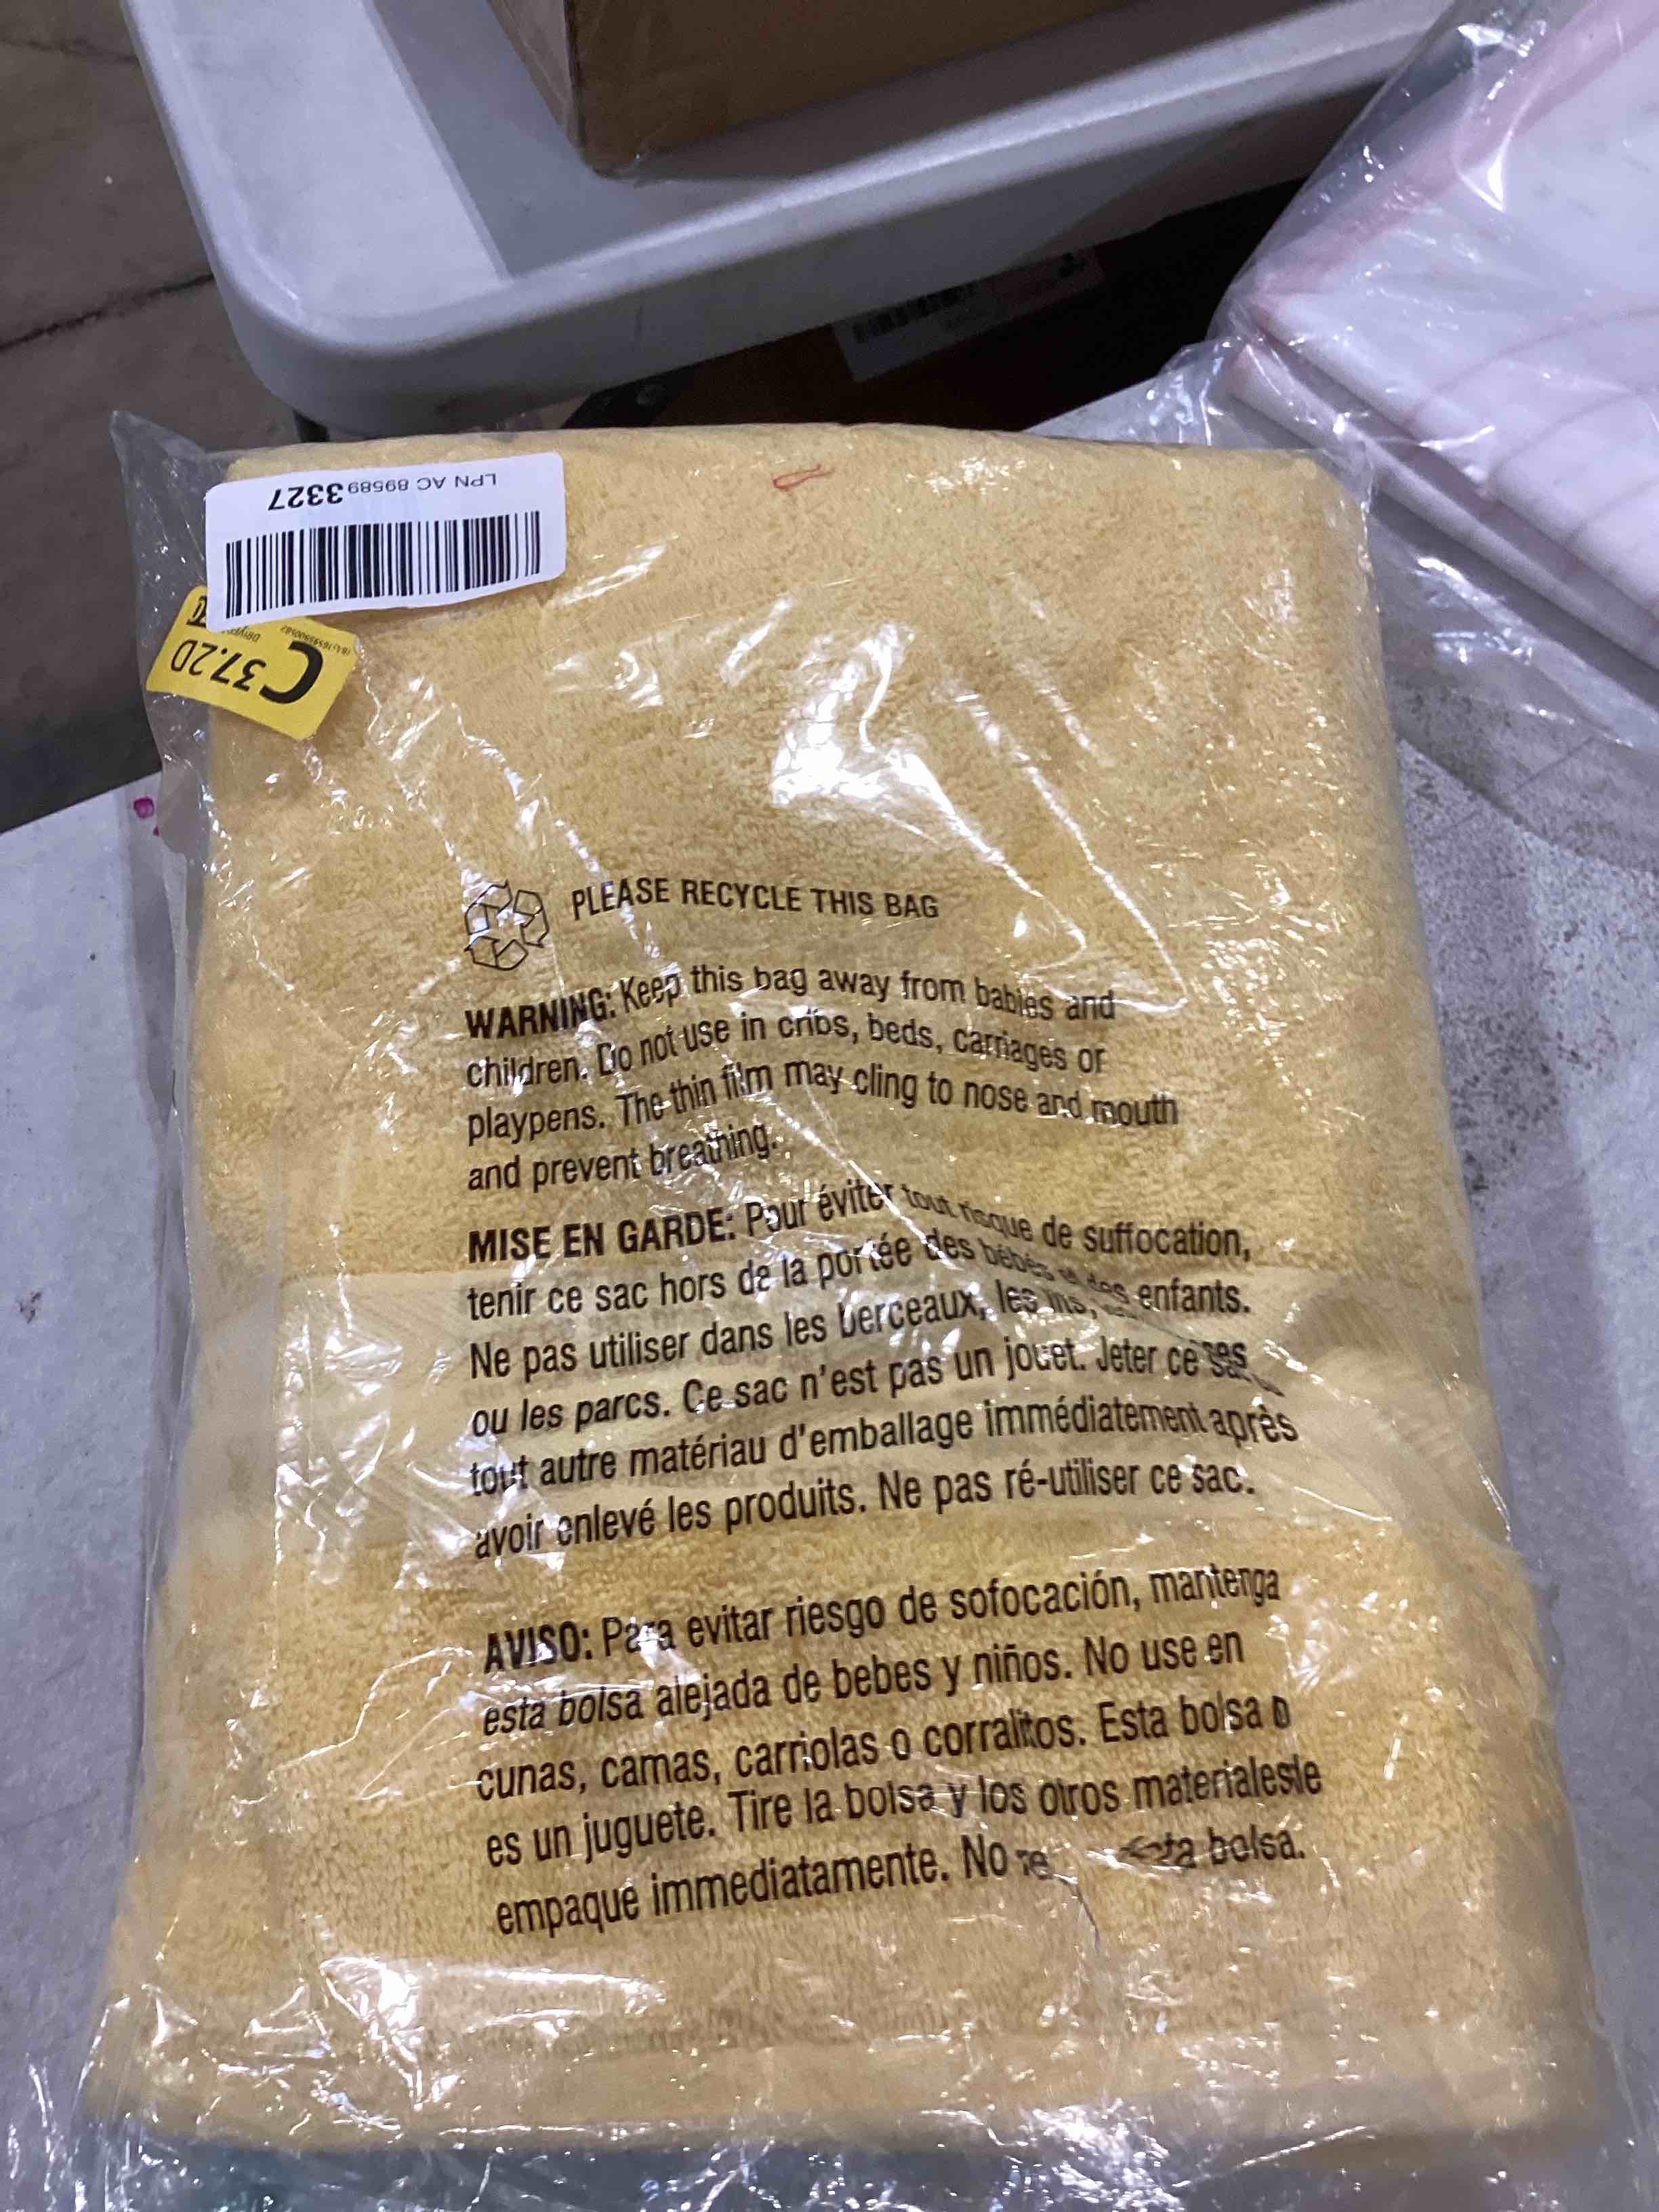 LPN AC 895893327
C
37.2D
PLEASE RECYCLE THIS BAG
WARNING: Keep this bag away from babies and
children. Do not use in cribs, beds, carriages or
playpens. The thin film may cling to nose and mouth
and prevent breathing.
MISE EN GARDE: Pour éviter tout risque de suffocation,
tenir ce sac hors de la portée des bébés et des enfants.
Ne pas utiliser dans les berceaux, les
ou les parcs. Ce sac n'est pas un jouet. Jeter ce
tout autre matériau d'emballage immédiatement après
avoir enlevé les produits. Ne pas ré-utiliser ce sac.
AVISO: Para evitar riesgo de sofocación, mantenga
esta bolsa alejada de bebes y niños. No use en
cunas, camas, carriolas o corralitos. Esta bolsa
es un juguete. Tire la bolsa y los otros materiales
empaque immediatamente. No bolsa.